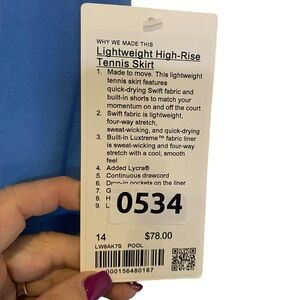 WHY WE MADE THIS
Lightweight High-Rise
Tennis Skirt
1. Made to move. This lightweight
tennis skirt features
quick-drying Swift fabric and
built-in shorts to match your
momentum on and off the court
2. Swift fabric is lightweight,
four-way stretch,
sweat-wicking, and quick-drying
3. Built-in Luxtreme™ fabric liner
is sweat-wicking and four-way
stretch with a cool, smooth
feel
4. Added Lycra®
5. Continuous drawcord
6. Drop-in pockets on the liner
7. G
8. H
9. L
0534
14 $78.00
LW8AK7S POOL
000156480187